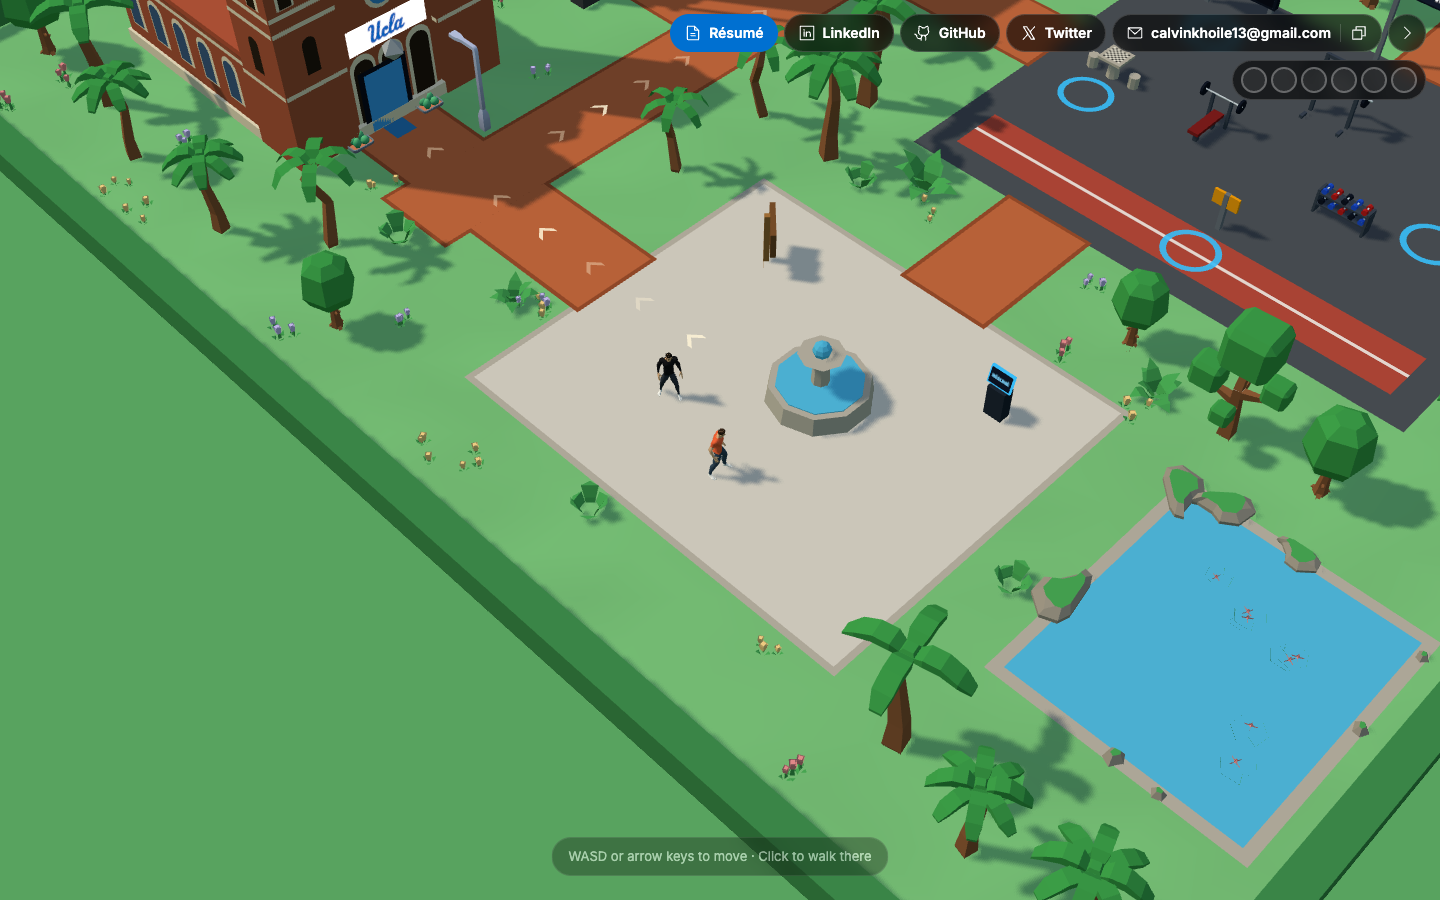 Ucla
Résumé
LinkedIn
GitHub
Twitter
calvinkhoile13@gmail.com
WASD or arrow keys to move · Click to walk there